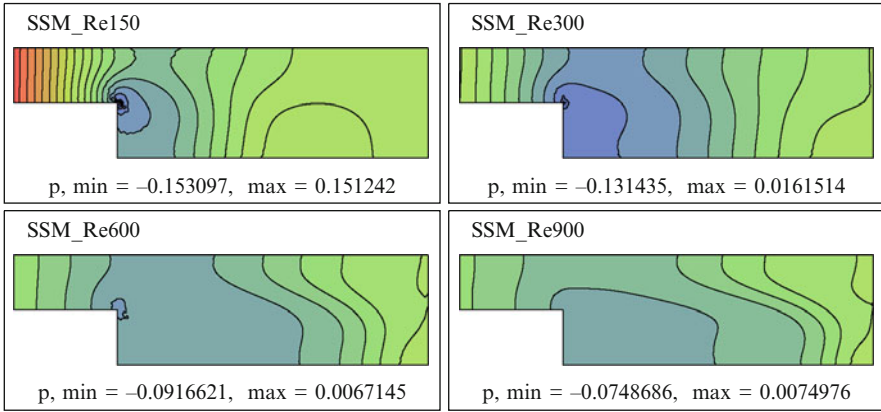 SSM_Re150
p, min = –0.153097, max = 0.151242
SSM_Re300
p, min = –0.131435, max = 0.0161514
SSM_Re600
p, min = –0.0916621, max = 0.0067145
SSM_Re900
p, min = –0.0748686, max = 0.0074976